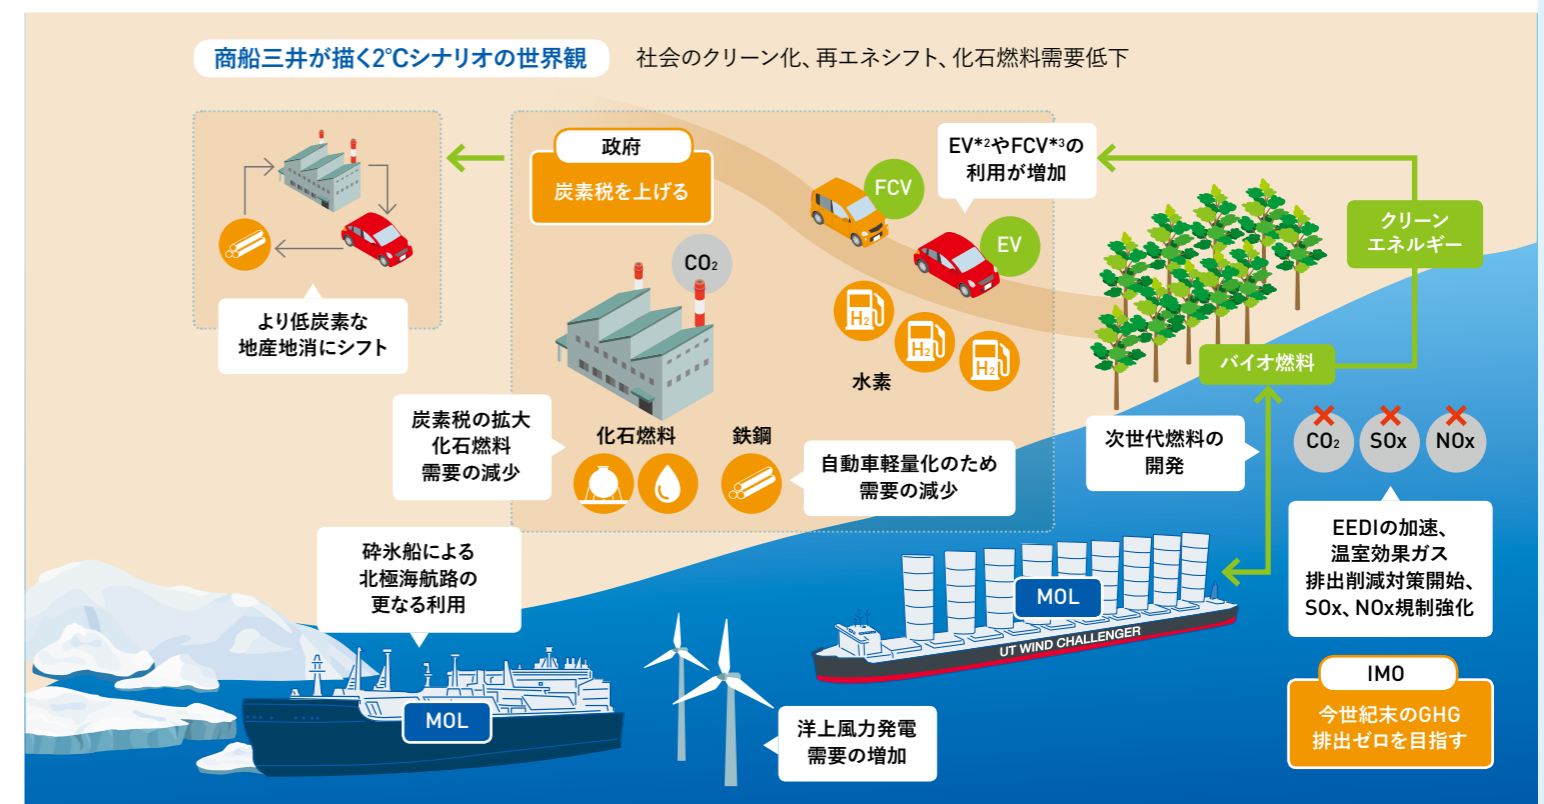 商船三井が描く2℃シナリオの世界観
社会のクリーン化、再エネシフト、化石燃料需要低下
政府
炭素税を上げる
EV*2やFCV*3の
利用が増加
FCV
EV
クリーン
エネルギー
CO2
より低炭素な
地産地消にシフト
H2
H2
H2
水素
バイオ燃料
炭素税の拡大
化石燃料
需要の減少
化石燃料
鉄鋼
自動車軽量化のため
需要の減少
次世代燃料の
開発
CO2
SOx
NOx
EEDIの加速、
温室効果ガス
排出削減対策開始、
SOx、NOx規制強化
砕氷船による
北極海航路の
更なる利用
MOL
UT WIND CHALLENGER
MOL
洋上風力発電
需要の増加
IMO
今世紀末のGHG
排出ゼロを目指す